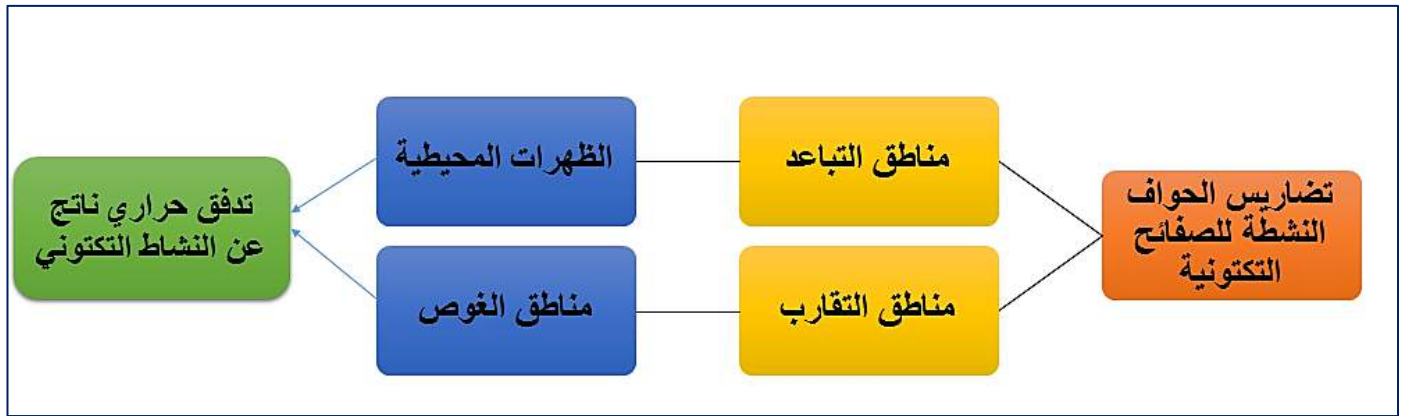 تضاريس الحواف
النشطة للصفائح
التكتونية
مناطق التباعد
مناطق التقارب
الظهرات المحيطية
مناطق الغوص
تدفق حراري ناتج
عن النشاط التكتوني